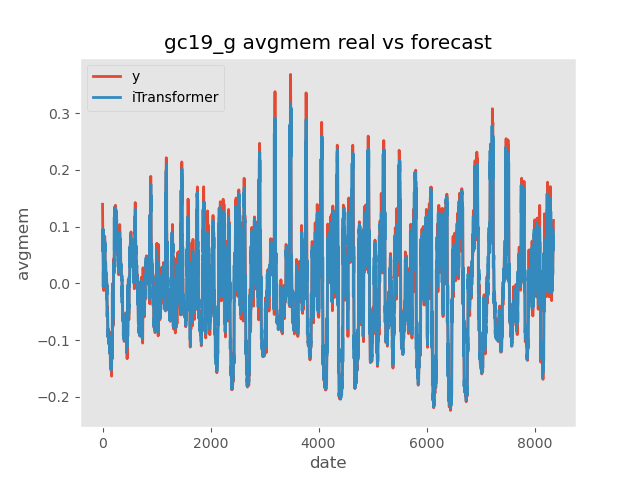 gc19_g avgmem real vs forecast
y
iTransformer
avgmem
0.3
0.2
0.1
0.0
−0.1
−0.2
0 2000 4000 6000 8000
date